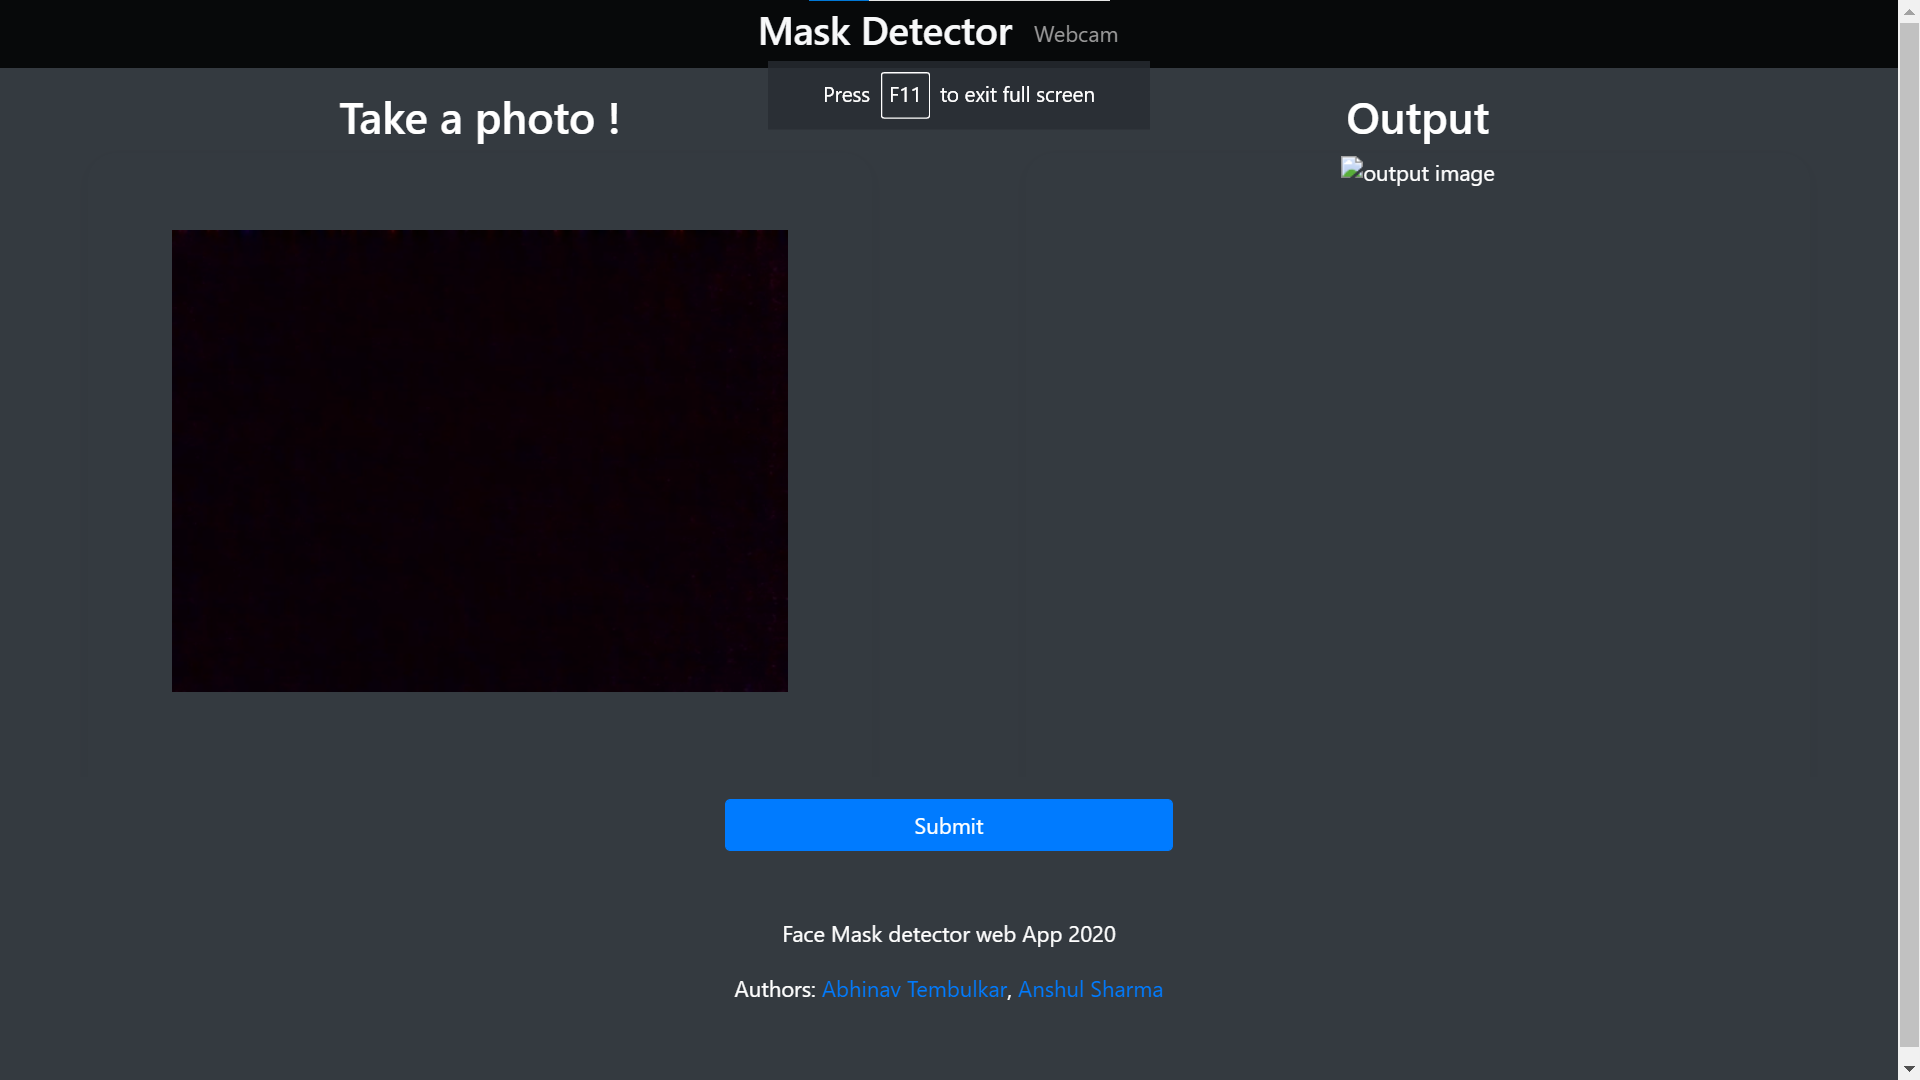 Mask Detector Webcam
Press F11 to exit full screen
Take a photo !
Output
output image
Submit
Face Mask detector web App 2020
Authors: Abhinav Tembulkar, Anshul Sharma